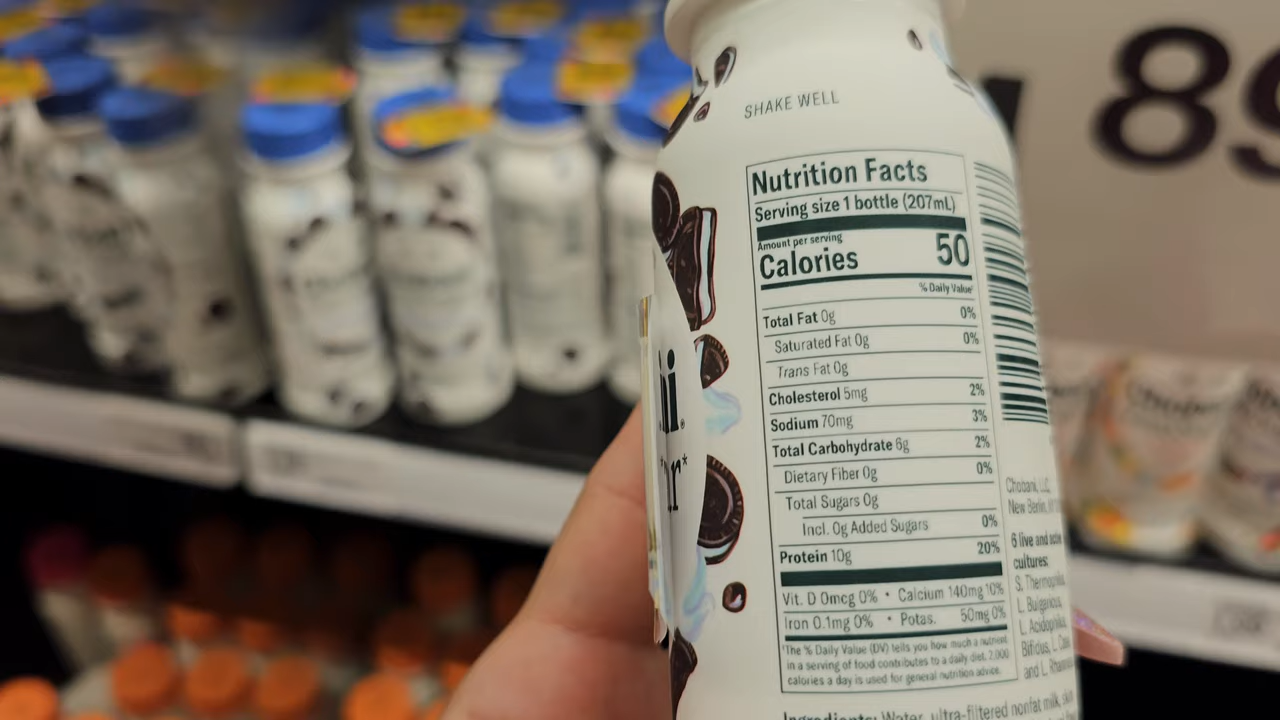 89
SHAKE WELL
Nutrition Facts
Serving size 1 bottle (207mL)
Amount per serving
Calories 50
% Daily Value*
Total Fat 0g 0%
Saturated Fat 0g 0%
Trans Fat 0g
Cholesterol 5mg 2%
Sodium 70mg 3%
Total Carbohydrate 6g 2%
Dietary Fiber 0g 0%
Total Sugars 0g
Incl. 0g Added Sugars 0%
Protein 10g 20%
Vit. D 0mcg 0% • Calcium 140mg 10%
Iron 0.1mg 0% • Potas. 50mg 0%
*The % Daily Value (DV) tells you how much a nutrient
in a serving of food contributes to a daily diet. 2,000
calories a day is used for general nutrition advice.
Ingredients: Water, ultra-filtered nonfat milk,
Chobani, LLC,
New Berlin,
6 live and active
cultures:
S. Thermophilus,
L. Bulgaricus,
L. Acidophilus,
Bifidus, L.
and L.